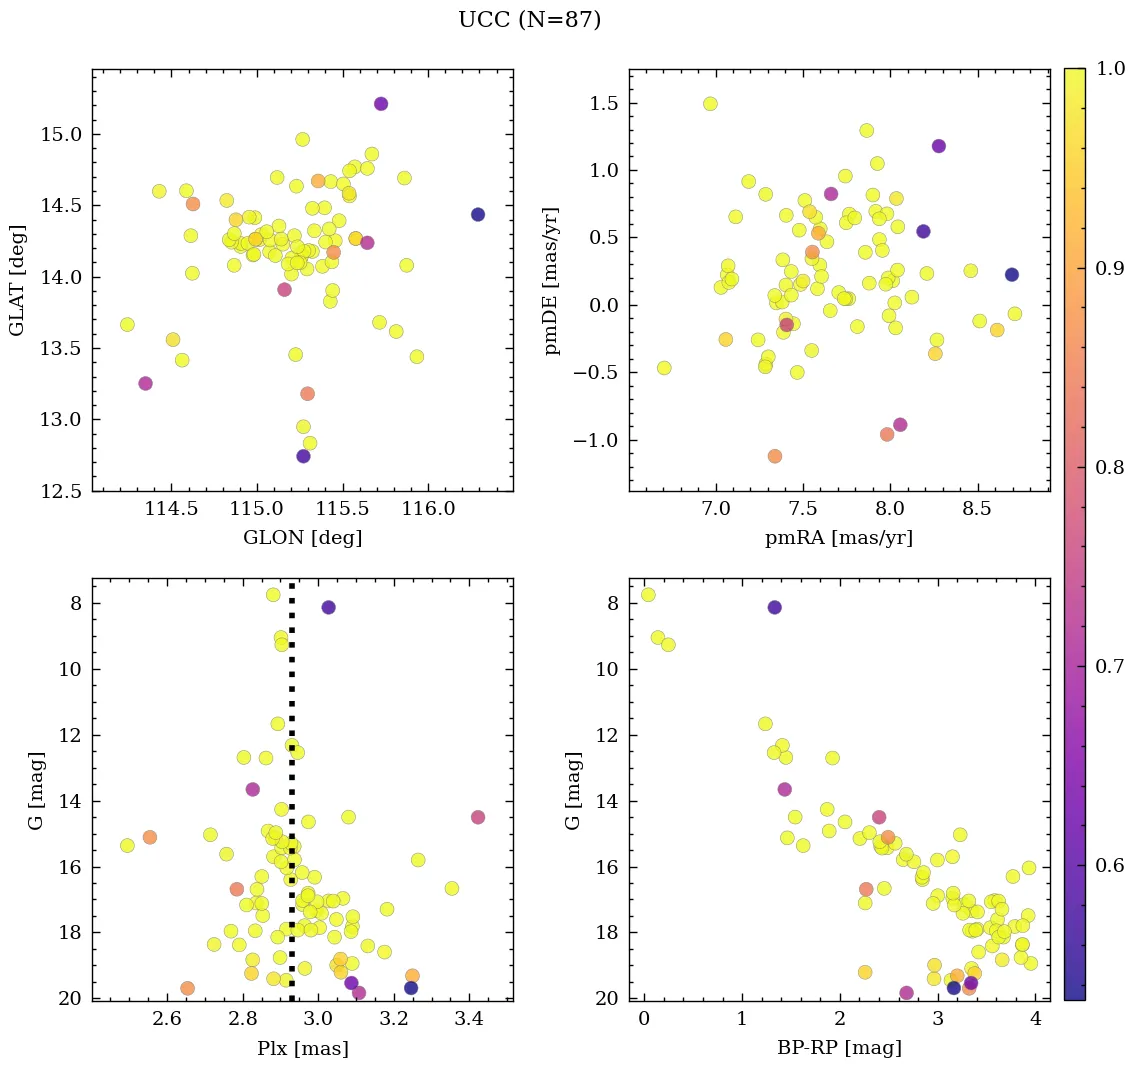 UCC (N=87)
15.0
14.5
14.0
13.5
13.0
12.5
GLAT [deg]
114.5 115.0 115.5 116.0
GLON [deg]
1.5
1.0
0.5
0.0
−0.5
−1.0
pmDE [mas/yr]
7.0 7.5 8.0 8.5
pmRA [mas/yr]
1.0
0.9
0.8
0.7
0.6
8
10
12
14
16
18
20
G [mag]
2.6 2.8 3.0 3.2 3.4
Plx [mas]
8
10
12
14
16
18
20
G [mag]
0 1 2 3 4
BP-RP [mag]